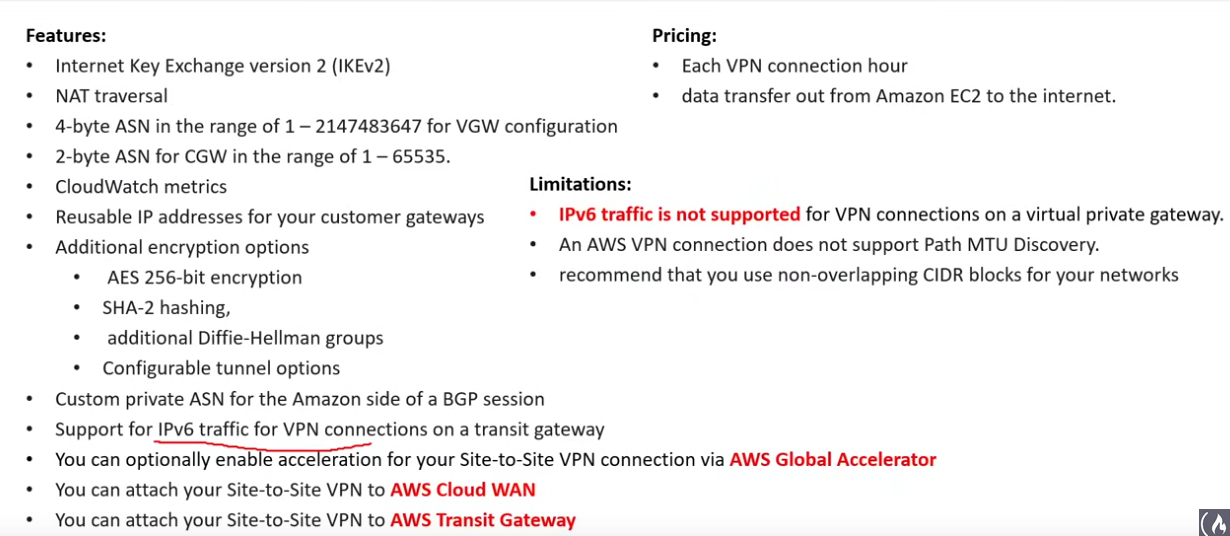 Features:
• Internet Key Exchange version 2 (IKEv2)
• NAT traversal
• 4-byte ASN in the range of 1 – 2147483647 for VGW configuration
• 2-byte ASN for CGW in the range of 1 – 65535.
• CloudWatch metrics
• Reusable IP addresses for your customer gateways
• Additional encryption options
• AES 256-bit encryption
• SHA-2 hashing,
• additional Diffie-Hellman groups
• Configurable tunnel options
• Custom private ASN for the Amazon side of a BGP session
• Support for IPv6 traffic for VPN connections on a transit gateway
• You can optionally enable acceleration for your Site-to-Site VPN connection via AWS Global Accelerator
• You can attach your Site-to-Site VPN to AWS Cloud WAN
• You can attach your Site-to-Site VPN to AWS Transit Gateway
Pricing:
• Each VPN connection hour
• data transfer out from Amazon EC2 to the internet.
Limitations:
• IPv6 traffic is not supported for VPN connections on a virtual private gateway.
• An AWS VPN connection does not support Path MTU Discovery.
• recommend that you use non-overlapping CIDR blocks for your networks